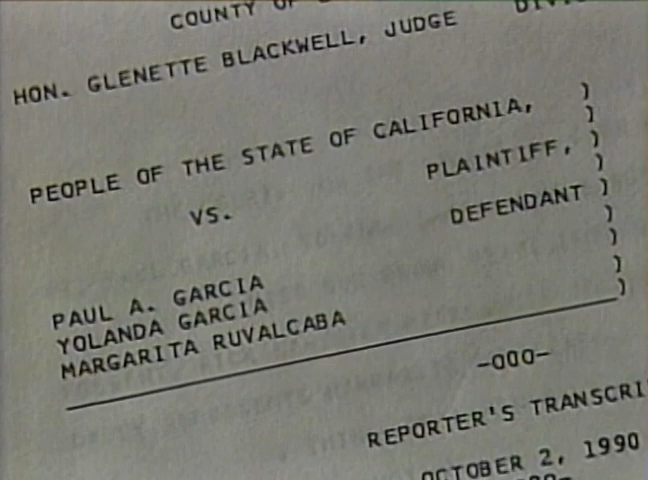 COUNTY OF
HON. GLENETTE BLACKWELL, JUDGE
PEOPLE OF THE STATE OF CALIFORNIA, )
)
PLAINTIFF, )
VS. )
DEFENDANT )
)
)
PAUL A. GARCIA )
YOLANDA GARCIA )
MARGARITA RUVALCABA
-000-
REPORTER'S TRANSCRI
OCTOBER 2, 1990